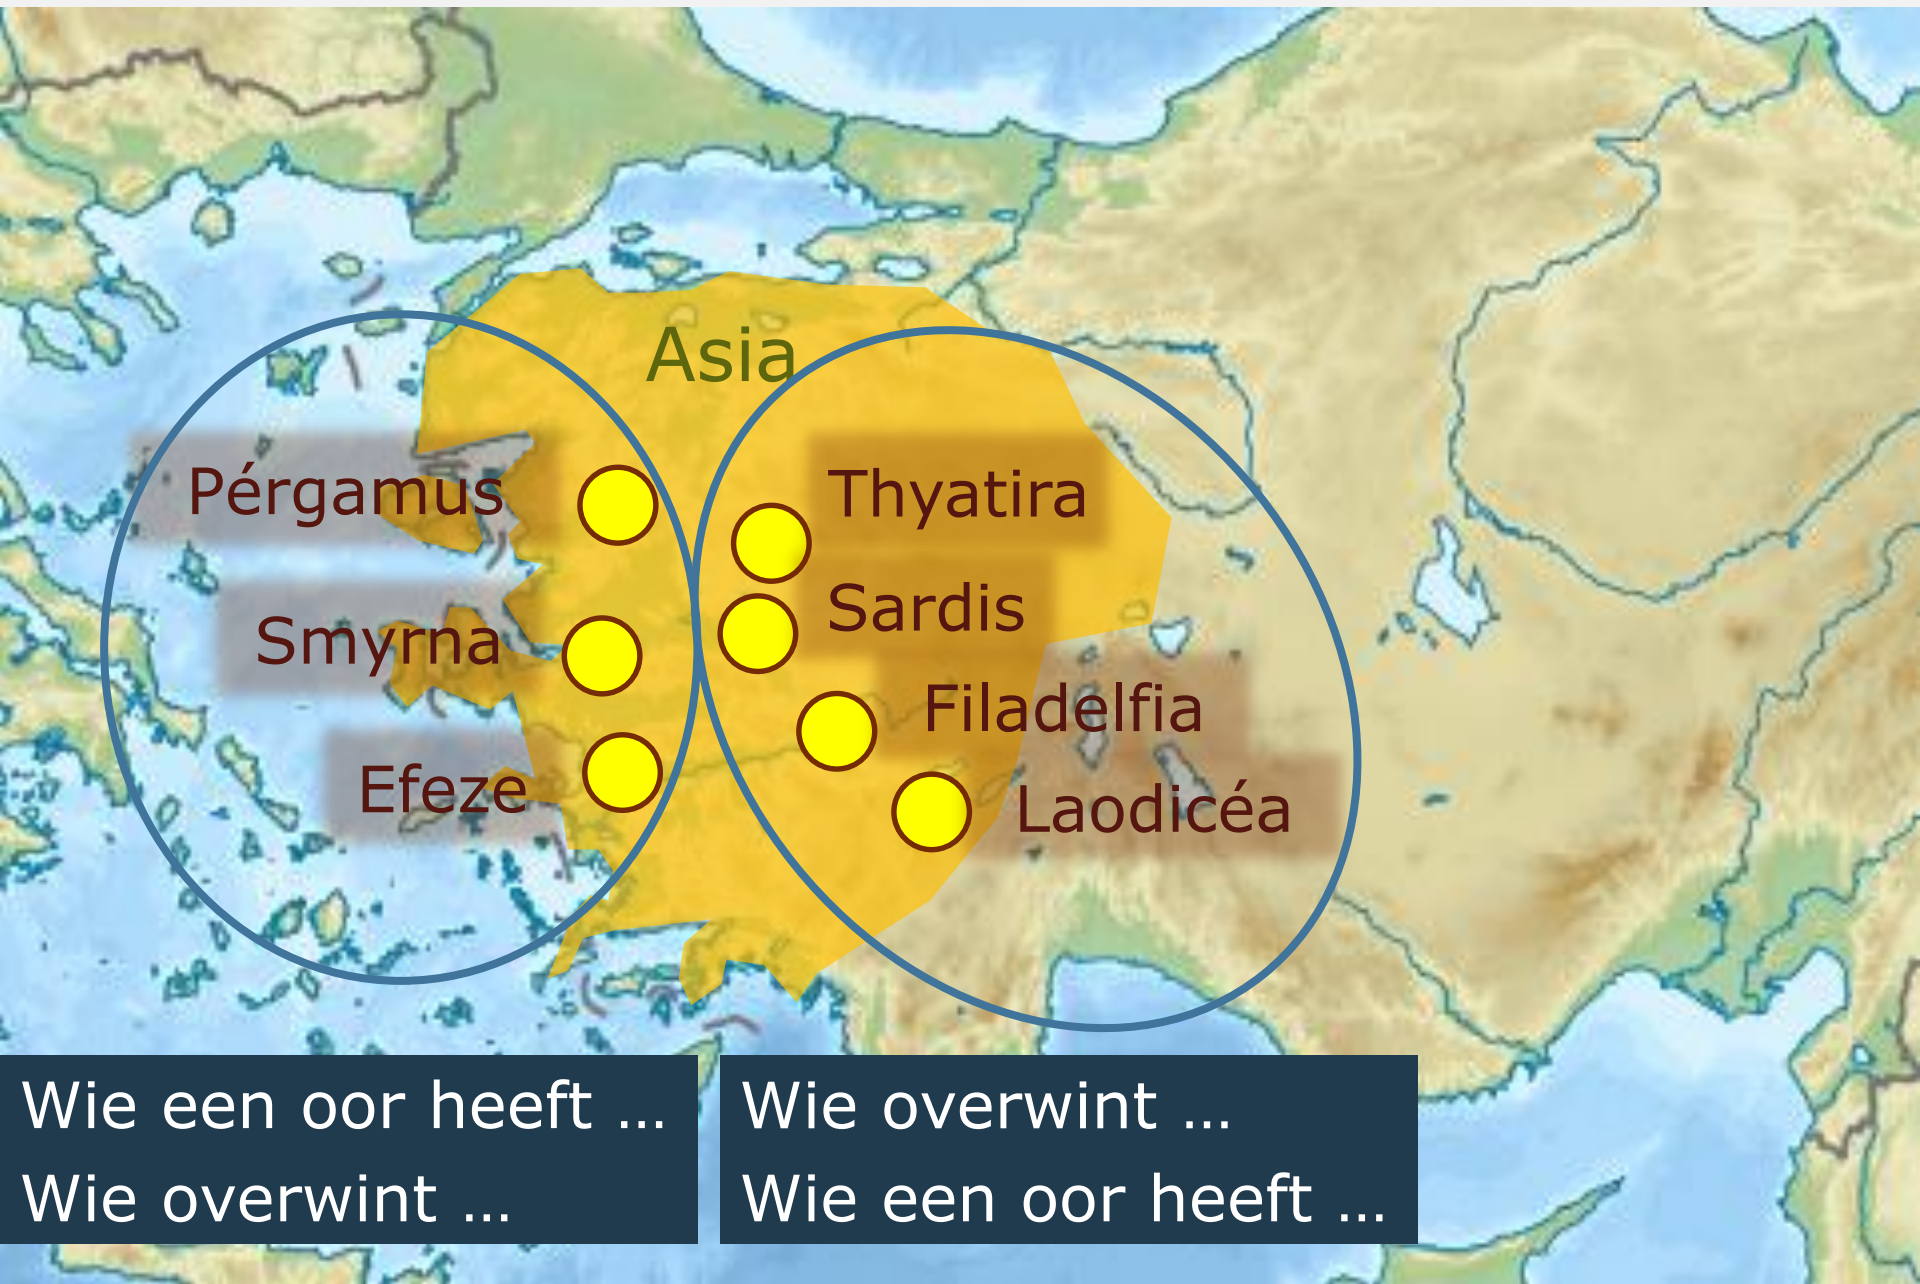 Asia
Pérgamus
Smyrna
Efeze
Thyatira
Sardis
Filadelfia
Laodicéa
Wie een oor heeft ...
Wie overwint ...
Wie overwint ...
Wie een oor heeft ...